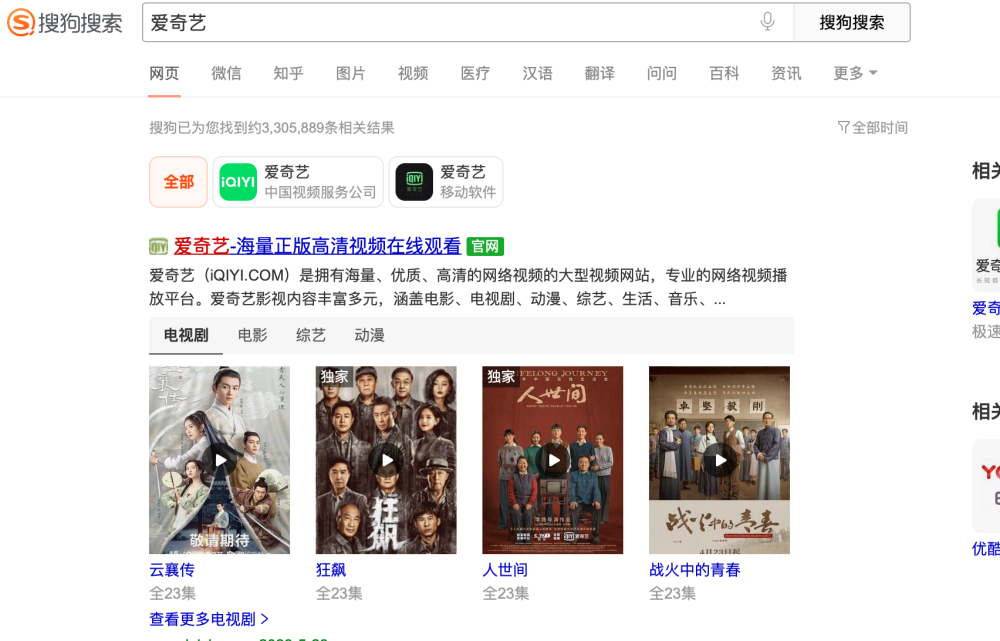 搜狗搜索
爱奇艺
搜狗搜索
网页 微信 知乎 图片 视频 医疗 汉语 翻译 问问 百科 资讯 更多
搜狗已为您找到约3,305,889条相关结果
全部时间
全部
iQIYI
爱奇艺
中国视频服务公司
iQIYI
爱奇艺
爱奇艺
移动软件
相关
爱奇艺-海量正版高清视频在线观看 官网
爱奇艺（iQIYI.COM）是拥有海量、优质、高清的网络视频的大型视频网站，专业的网络视频播
放平台。爱奇艺影视内容丰富多元，涵盖电影、电视剧、动漫、综艺、生活、音乐、...
爱奇
爱奇
极速
电视剧 电影 综艺 动漫
敬请期待
独家
狂飙
独家
LIFELONG JOURNEY
人世间
卓 坚 毅 刚
战火中的青春
4月23日起
相关
优酷
云襄传
全23集
狂飙
全23集
人世间
全23集
战火中的青春
全23集
查看更多电视剧 >